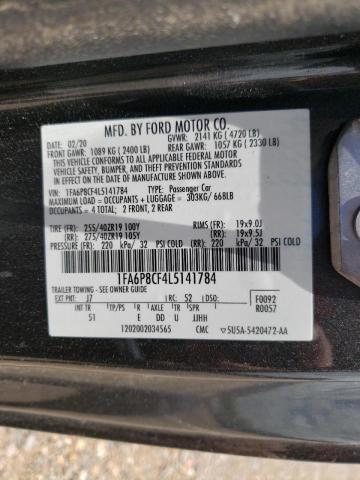 MFD. BY FORD MOTOR CO.
02/20 GVWR: 2141 KG (4720 LB)
FRONT GAWR: 1089 KG (2400 LB) REAR GAWR: 1057 KG (2330 LB)
THIS VEHICLE CONFORMS TO ALL APPLICABLE FEDERAL MOTOR
VEHICLE SAFETY, BUMPER, AND THEFT PREVENTION STANDARDS IN
EFFECT ON THE DATE OF MANUFACTURE SHOWN ABOVE.
VIN: 1FA6P8CF4L5141784 TYPE: Passenger Car
MAXIMUM LOAD = OCCUPANTS + LUGGAGE = 303KG / 668LB
OCCUPANTS = 4 TOTAL; 2 FRONT, 2 REAR
TIRE (FR): 255/40ZR19 100Y RIMS (FR): 19x9.0J
(RR): 275/40ZR19 105Y (RR): 19x9.5J
PRESSURE (FR): 220 kPa/ 32 PSI COLD (RR): 220 kPa/ 32 PSI COLD
1FA6P8CF4L5141784
TRAILER TOWING - SEE OWNER GUIDE
EXT PNT: J7 RC: 52 DSO: F0092
INT TR TP/PS R AXLE TR SPR R0057
51 E DU JJHH
1202002034565 CMC 5U5A-5420472-AA